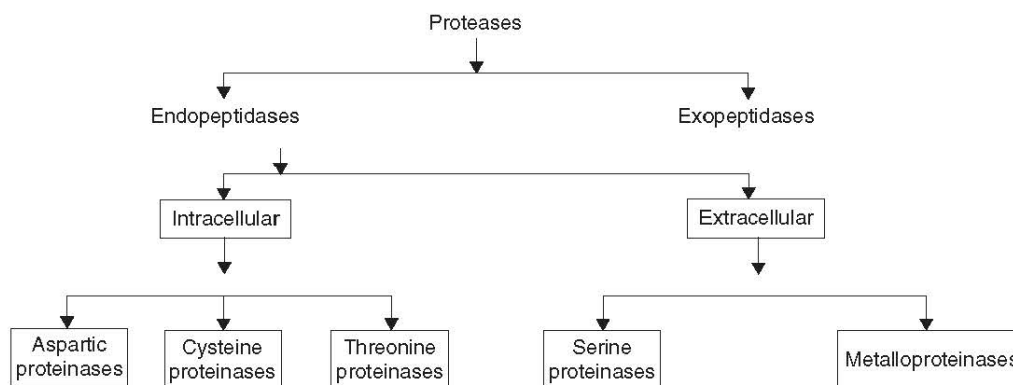 Proteases
Endopeptidases
Exopeptidases
Intracellular
Extracellular
Aspartic
proteinases
Cysteine
proteinases
Threonine
proteinases
Serine
proteinases
Metalloproteinases